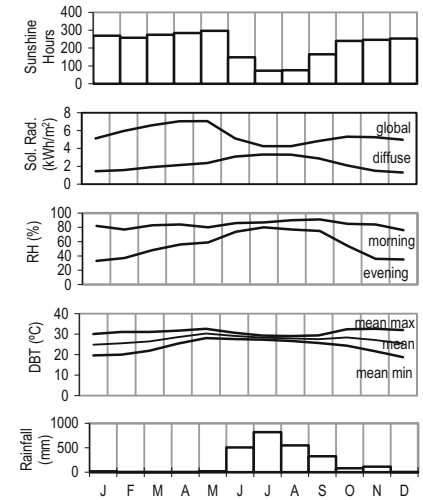 Sunshine
Hours
400
300
200
100
0
Sol. Rad.
(kWh/m²)
8
6
4
2
0
global
diffuse
RH (%)
100
80
60
40
20
0
morning
evening
DBT (ºC)
40
30
20
10
0
mean max
mean
mean min
Rainfall
(mm)
1000
500
0
J F M A M J J A S O N D